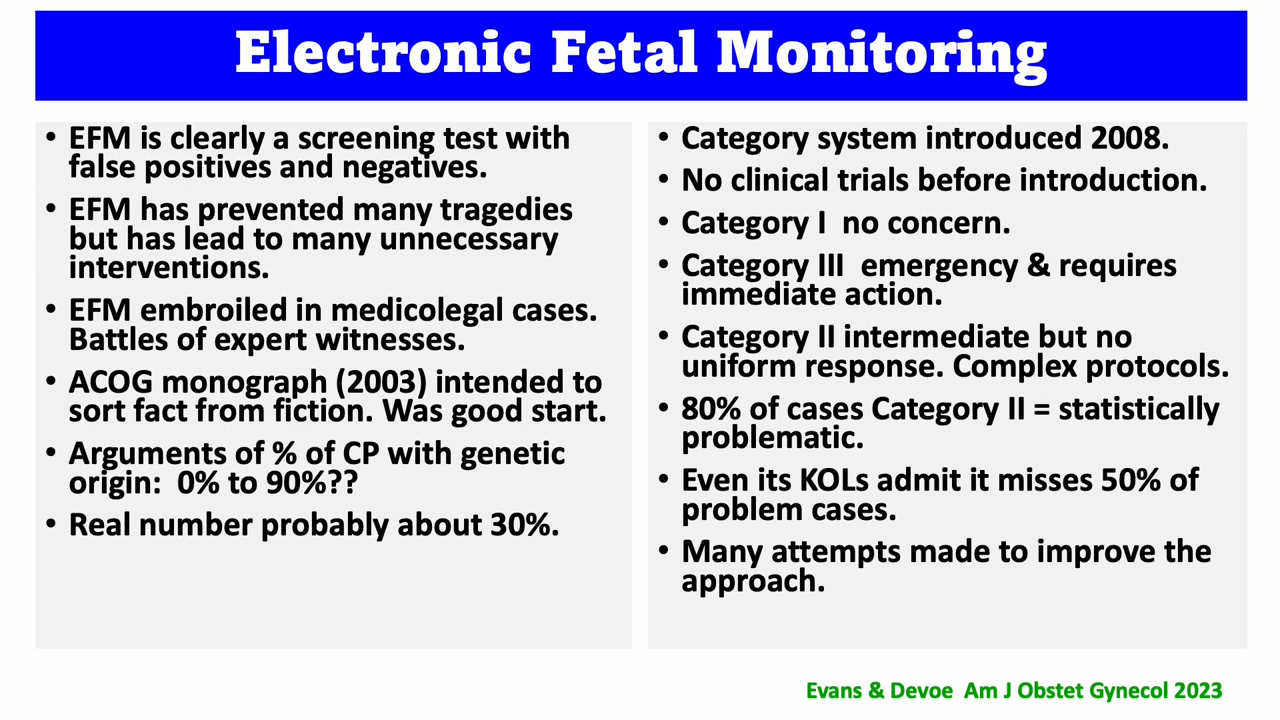 Electronic Fetal Monitoring
• EFM is clearly a screening test with
false positives and negatives.
• EFM has prevented many tragedies
but has lead to many unnecessary
interventions.
• EFM embroiled in medicolegal cases.
Battles of expert witnesses.
• ACOG monograph (2003) intended to
sort fact from fiction. Was good start.
• Arguments of % of CP with genetic
origin:  0% to 90%??
• Real number probably about 30%.
• Category system introduced 2008.
• No clinical trials before introduction.
• Category I  no concern.
• Category III  emergency & requires
immediate action.
• Category II intermediate but no
uniform response. Complex protocols.
• 80% of cases Category II = statistically
problematic.
• Even its KOLs admit it misses 50% of
problem cases.
• Many attempts made to improve the
approach.
Evans & Devoe  Am J Obstet Gynecol 2023